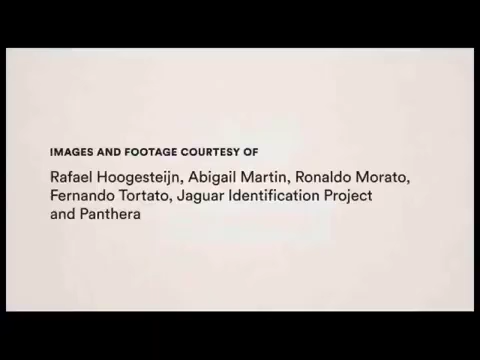 IMAGES AND FOOTAGE COURTESY OF
Rafael Hoogesteijn, Abigail Martin, Ronaldo Morato,
Fernando Tortato, Jaguar Identification Project
and Panthera